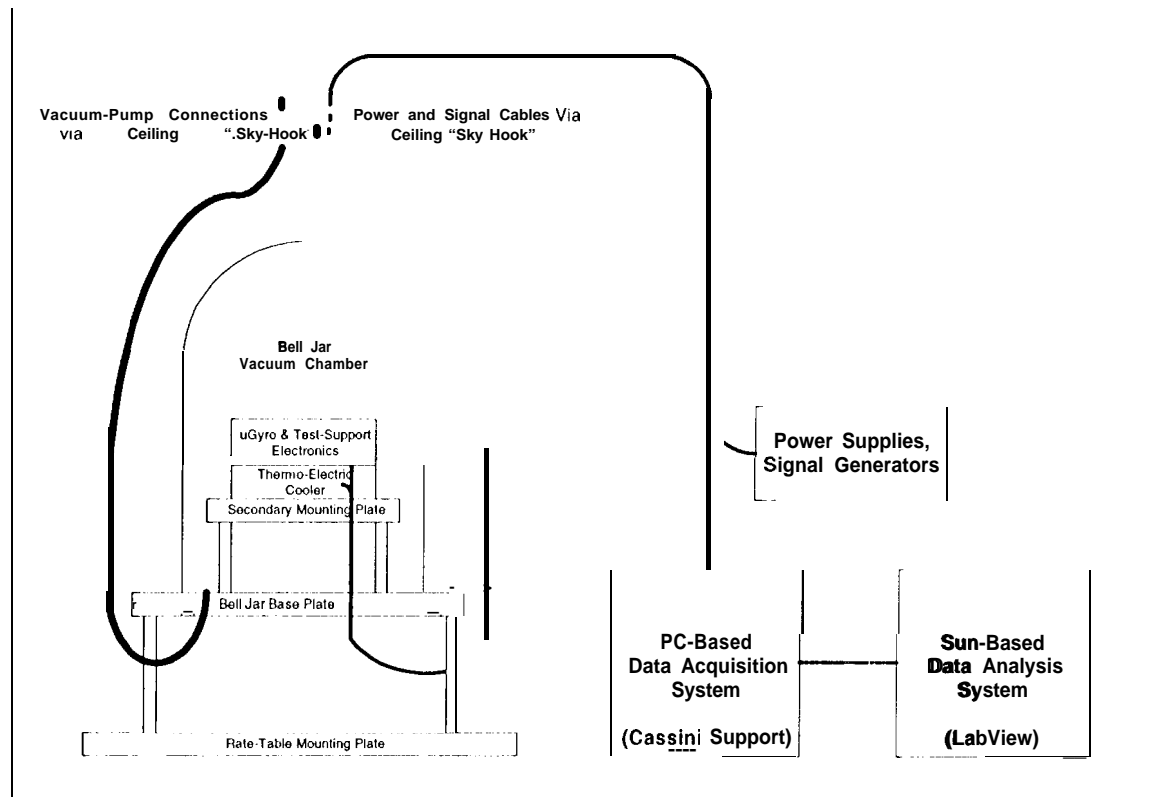 Vacuum-Pump Connections
via Ceiling “.Sky-Hook
Power and Signal Cables Via
Ceiling “Sky Hook”
Bell Jar
Vacuum Chamber
uGyro & Test-Support
Electronics
Thermo-Electric
Cooler
Secondary Mounting Plate
Bell Jar Base Plate
Rate-Table Mounting Plate
Power Supplies,
Signal Generators
PC-Based
Data Acquisition
System
(Cassini Support)
Sun-Based
Data Analysis
System
(LabView)